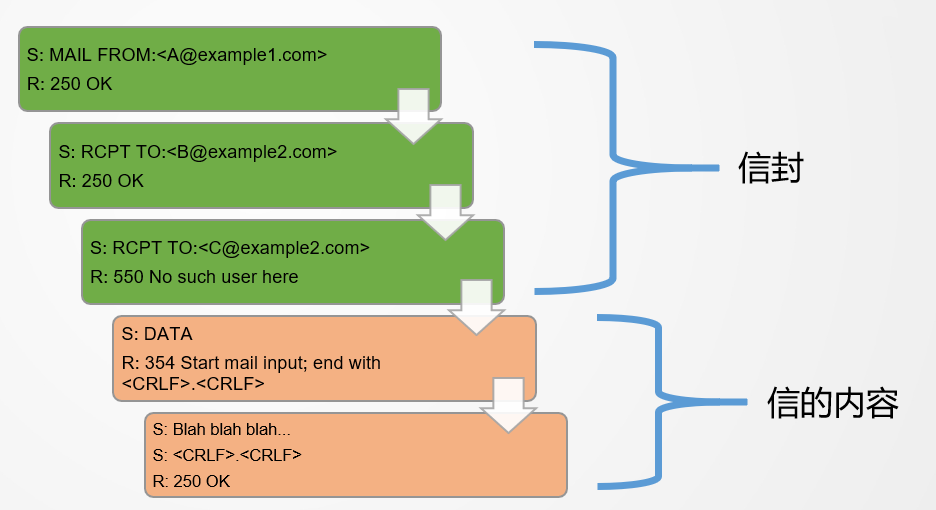 S: MAIL FROM:<A@example1.com>
R: 250 OK
S: RCPT TO:<B@example2.com>
R: 250 OK
S: RCPT TO:<C@example2.com>
R: 550 No such user here
信封
S: DATA
R: 354 Start mail input; end with
<CRLF>.<CRLF>
S: Blah blah blah...
S: <CRLF>.<CRLF>
R: 250 OK
信的内容